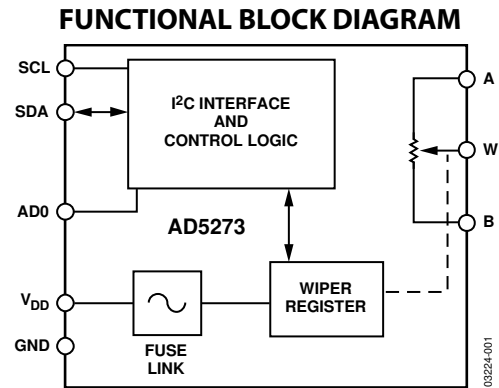 FUNCTIONAL BLOCK DIAGRAM
SCL
SDA
AD0
VDD
GND
I2C INTERFACE
AND
CONTROL LOGIC
AD5273
FUSE
LINK
WIPER
REGISTER
A
W
B
03224-001